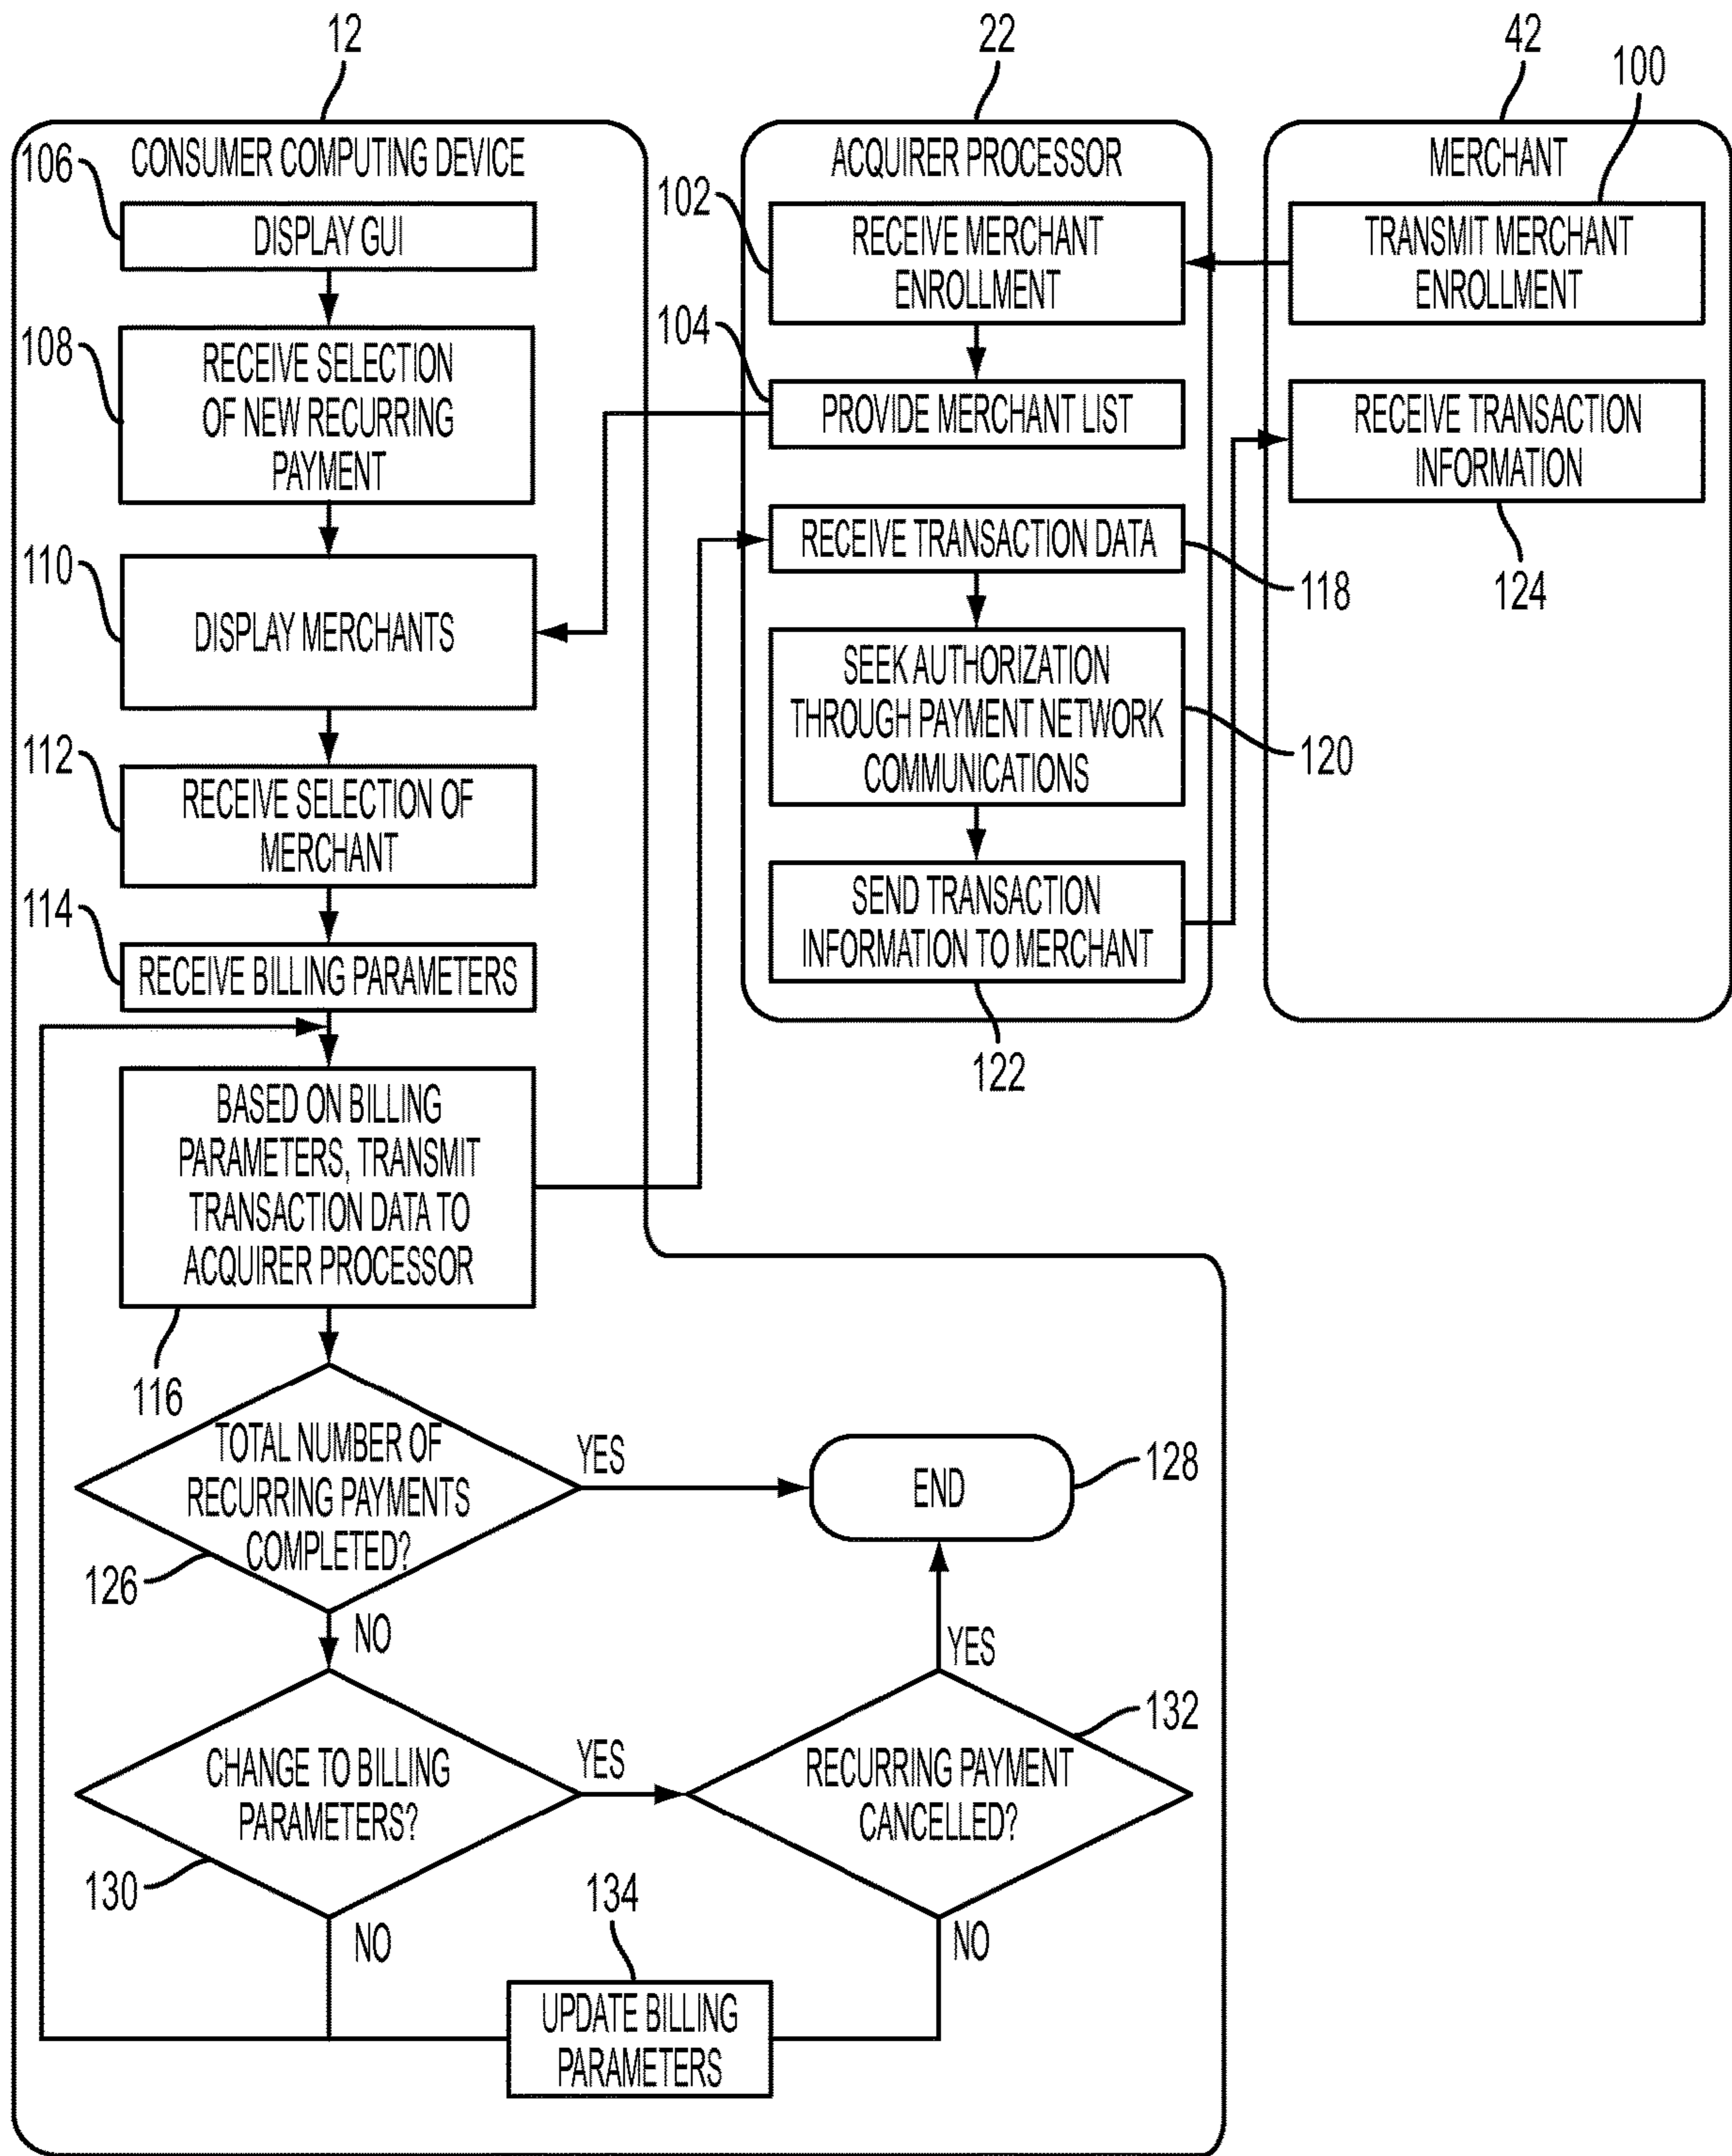 12
22
42
100
CONSUMER COMPUTING DEVICE
106
DISPLAY GUI
108
RECEIVE SELECTION
OF NEW RECURRING
PAYMENT
110
DISPLAY MERCHANTS
112
RECEIVE SELECTION OF
MERCHANT
114
RECEIVE BILLING PARAMETERS
BASED ON BILLING
PARAMETERS, TRANSMIT
TRANSACTION DATA TO
ACQUIRER PROCESSOR
116
TOTAL NUMBER OF
RECURRING PAYMENTS
COMPLETED?
126
YES
NO
END
128
CHANGE TO BILLING
PARAMETERS?
130
YES
NO
RECURRING PAYMENT
CANCELLED?
132
YES
NO
134
UPDATE BILLING
PARAMETERS
ACQUIRER PROCESSOR
102
RECEIVE MERCHANT
ENROLLMENT
104
PROVIDE MERCHANT LIST
RECEIVE TRANSACTION DATA
118
SEEK AUTHORIZATION
THROUGH PAYMENT NETWORK
COMMUNICATIONS
120
SEND TRANSACTION
INFORMATION TO MERCHANT
122
MERCHANT
TRANSMIT MERCHANT
ENROLLMENT
RECEIVE TRANSACTION
INFORMATION
124